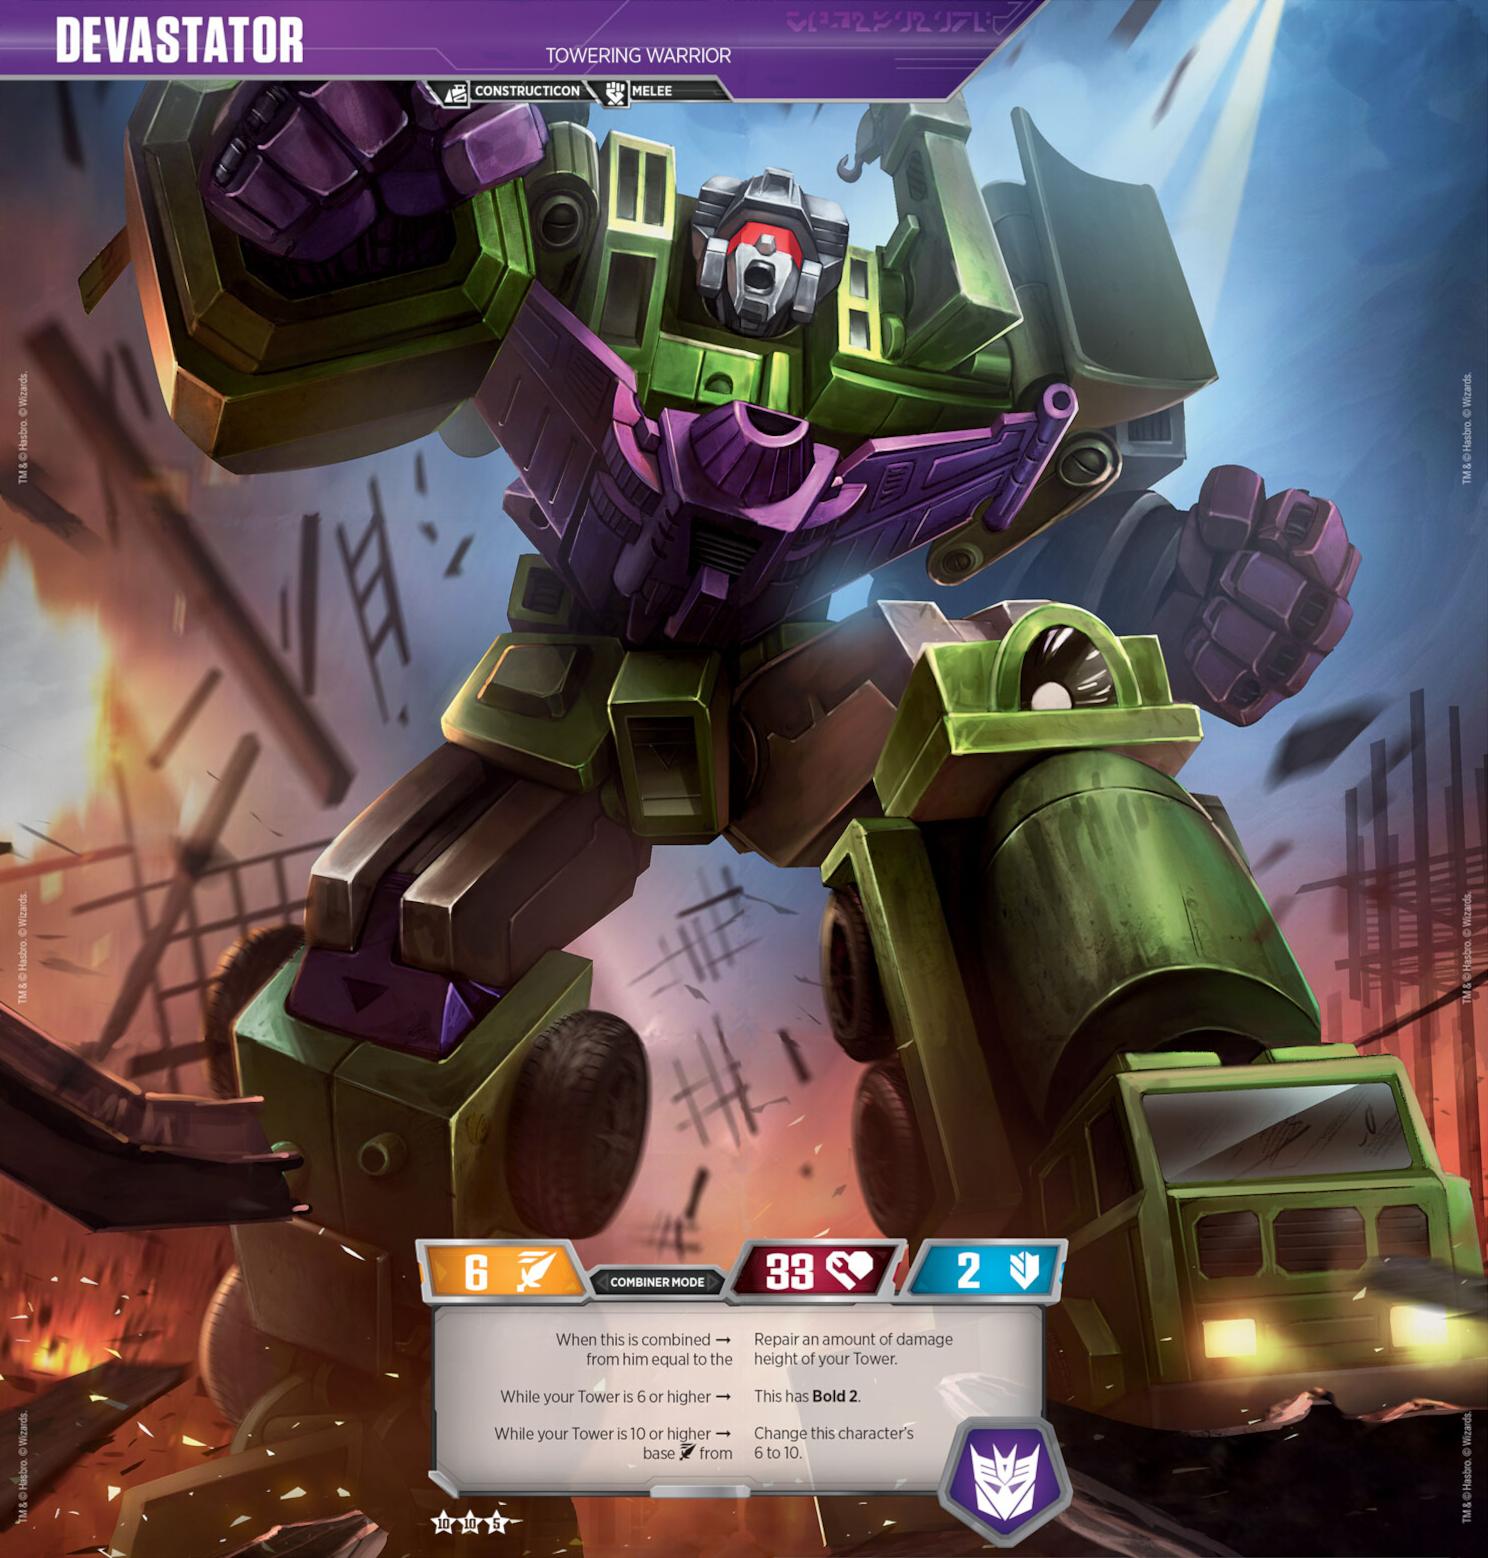 DEVASTATOR
TOWERING WARRIOR
CONSTRUCTICON MELEE
TM & © Hasbro. © Wizards.
TM & © Hasbro. © Wizards.
TM & © Hasbro. © Wizards.
TM & © Hasbro. © Wizards.
6 COMBINER MODE 33 2
When this is combined → Repair an amount of damage
from him equal to the height of your Tower.
While your Tower is 6 or higher → This has Bold 2.
While your Tower is 10 or higher → Change this character's
base from 6 to 10.
TM & © Hasbro. © Wizards.
TM & © Hasbro. © Wizards.
10 10 5